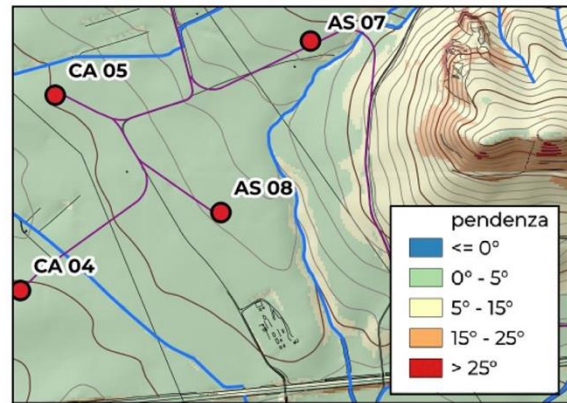 AS 07
CA 05
AS 08
CA 04
pendenza
<= 0°
0° - 5°
5° - 15°
15° - 25°
> 25°